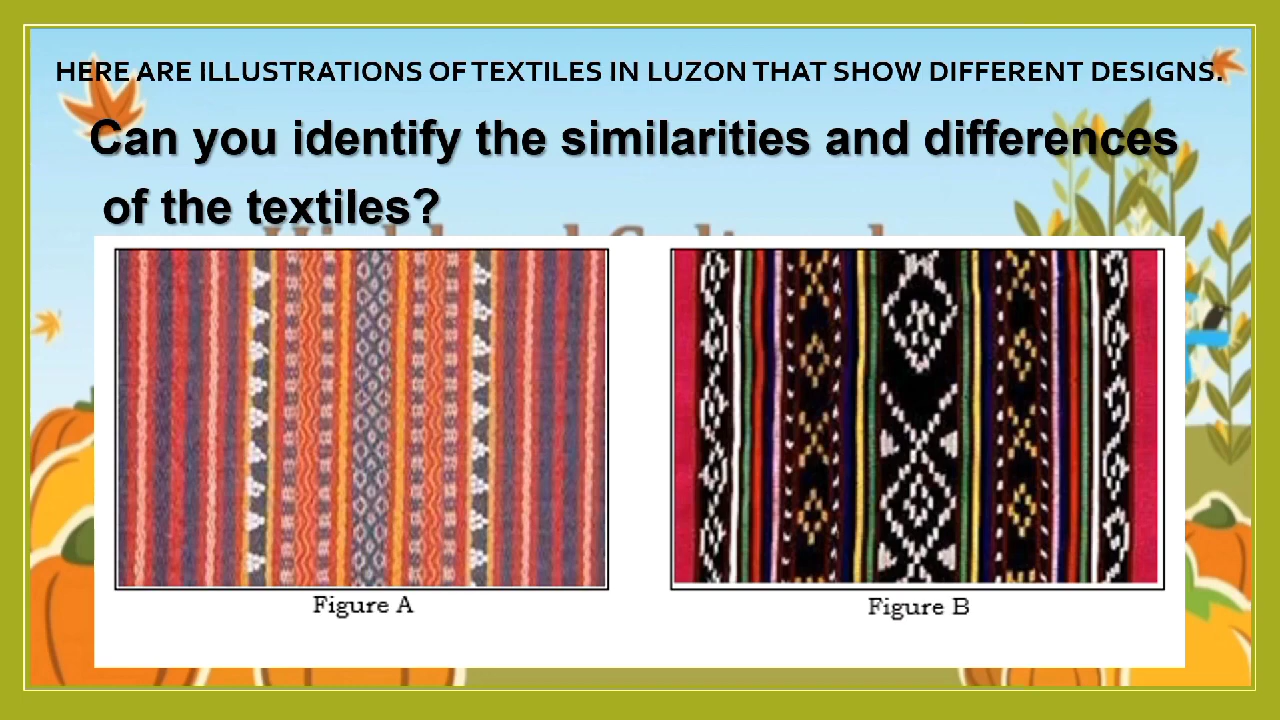 HERE ARE ILLUSTRATIONS OF TEXTILES IN LUZON THAT SHOW DIFFERENT DESIGNS.
Can you identify the similarities and differences
of the textiles?
Figure A
Figure B